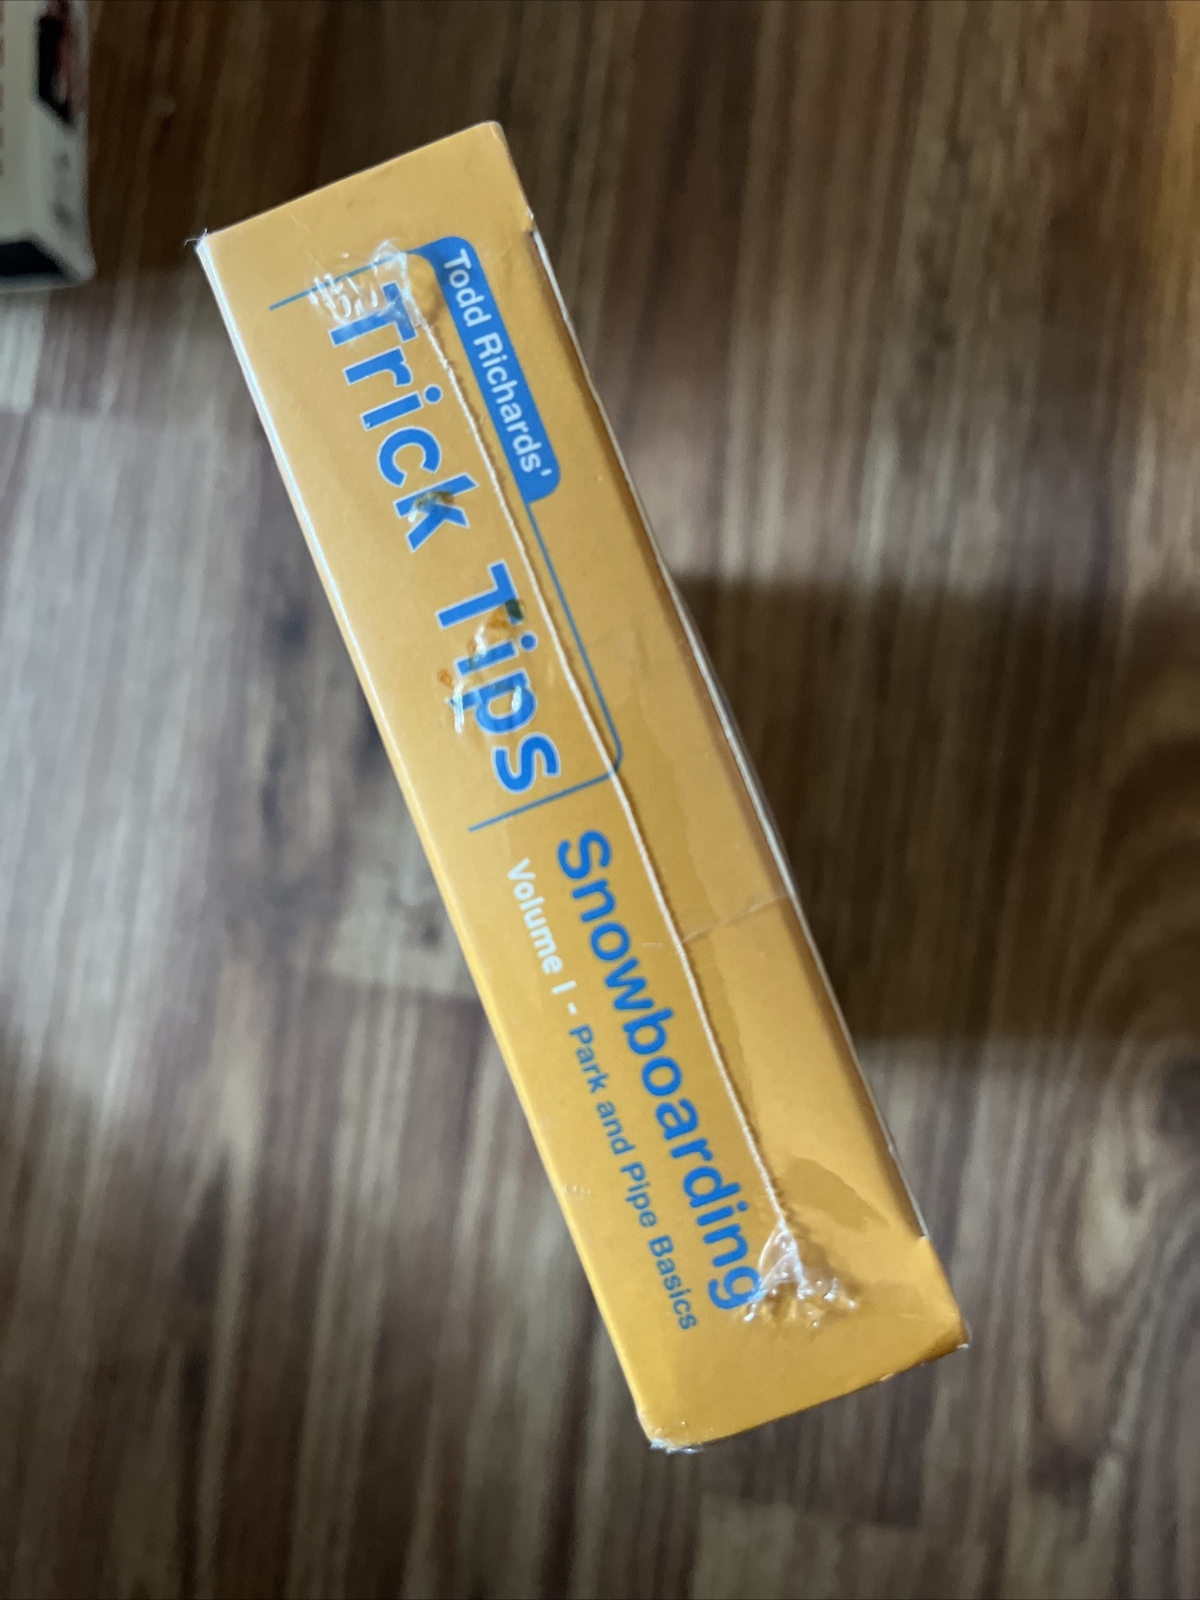 Todd Richards'
Trick Tips
Snowboarding
Volume I - Park and Pipe Basics